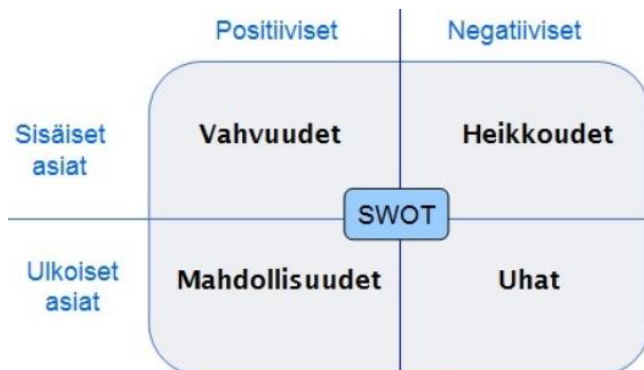 Positiiviset Negatiiviset
Sisäiset
asiat
Vahvuudet Heikkoudet
SWOT
Ulkoiset
asiat
Mahdollisuudet Uhat